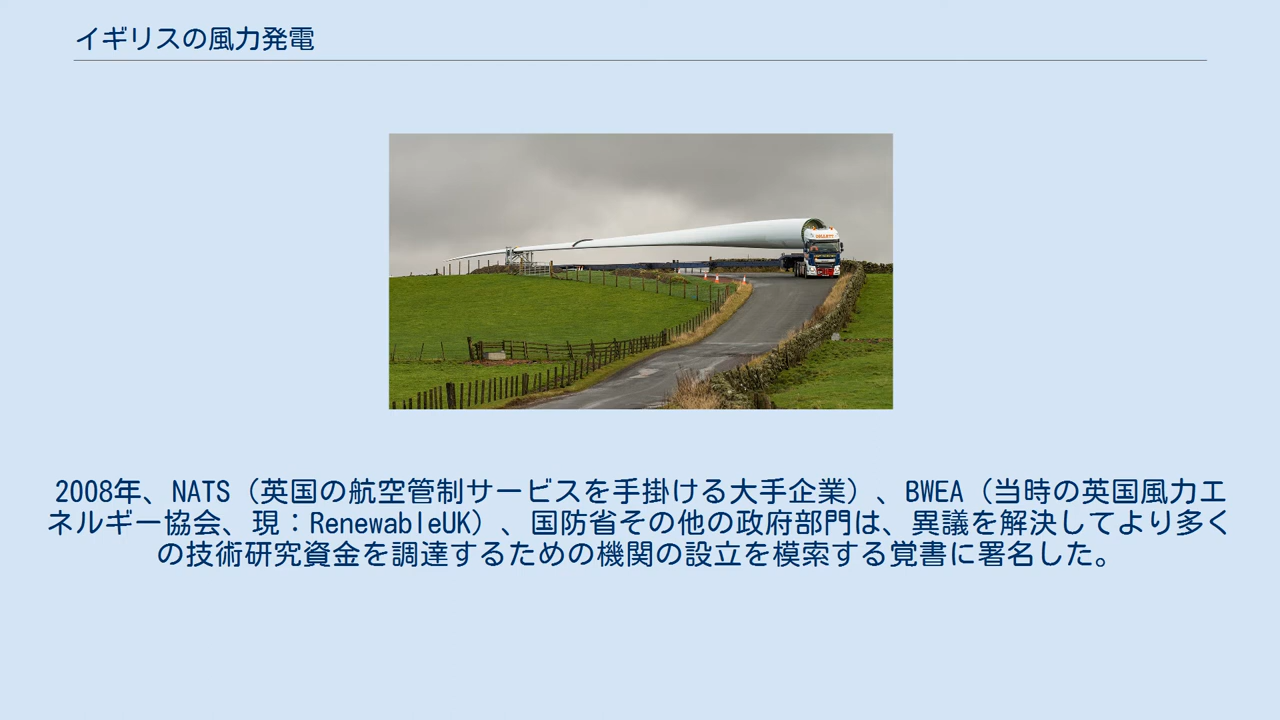 イギリスの風力発電
2008年、NATS（英国の航空管制サービスを手掛ける大手企業）、BWEA（当時の英国風力エ
ネルギー協会、現：RenewableUK）、国防省その他の政府部門は、異議を解決してより多く
の技術研究資金を調達するための機関の設立を模索する覚書に署名した。